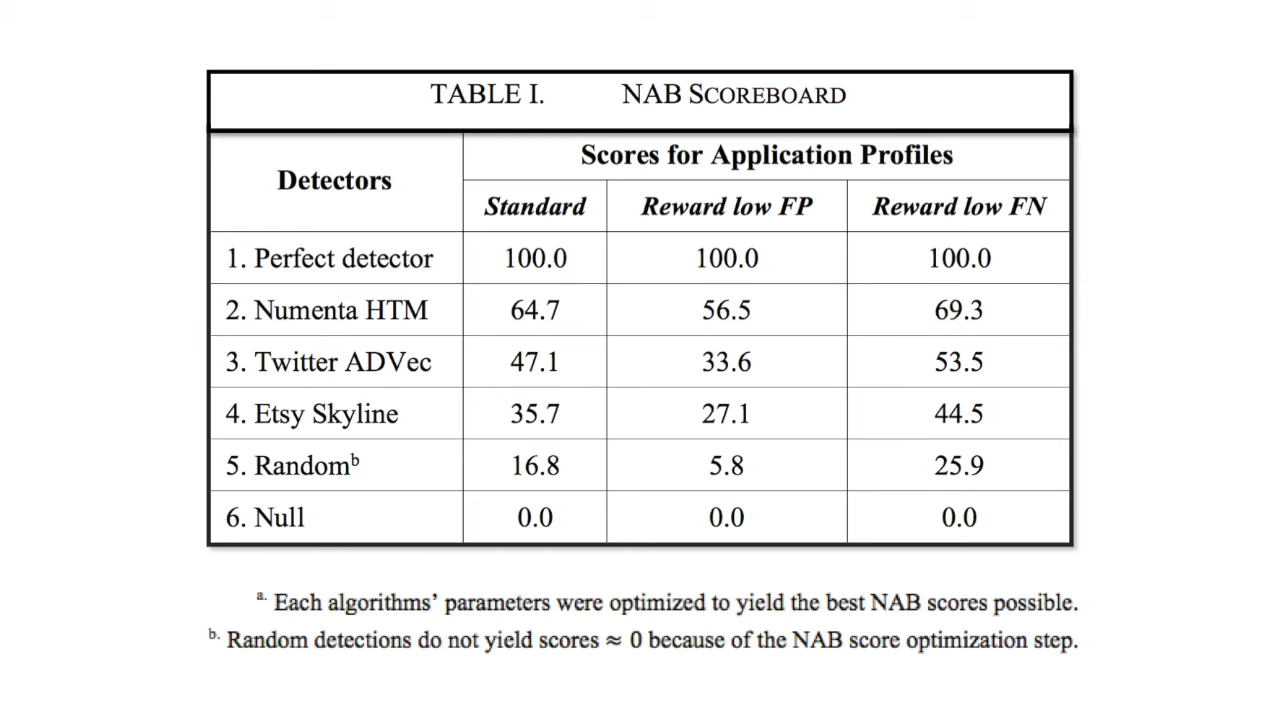 TABLE I. NAB SCOREBOARD
Detectors
Scores for Application Profiles
Standard Reward low FP Reward low FN
1. Perfect detector 100.0 100.0 100.0
2. Numenta HTM 64.7 56.5 69.3
3. Twitter ADVec 47.1 33.6 53.5
4. Etsy Skyline 35.7 27.1 44.5
5. Randomᵇ 16.8 5.8 25.9
6. Null 0.0 0.0 0.0
a. Each algorithms’ parameters were optimized to yield the best NAB scores possible.
b. Random detections do not yield scores ≈ 0 because of the NAB score optimization step.